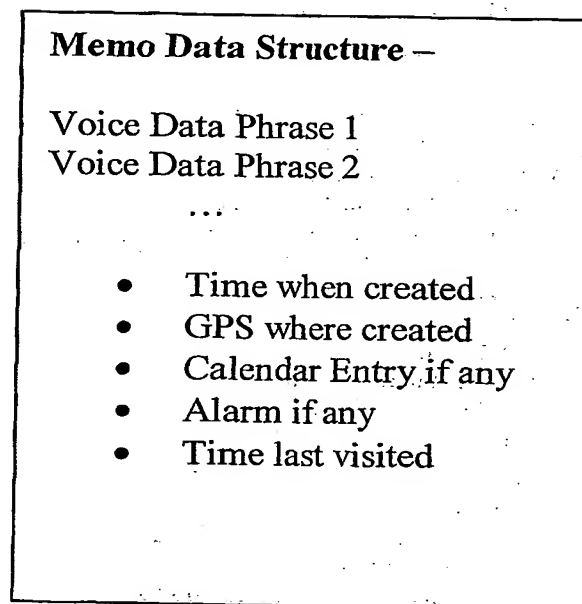 Memo Data Structure –
Voice Data Phrase 1
Voice Data Phrase 2
...
• Time when created
• GPS where created
• Calendar Entry if any
• Alarm if any
• Time last visited